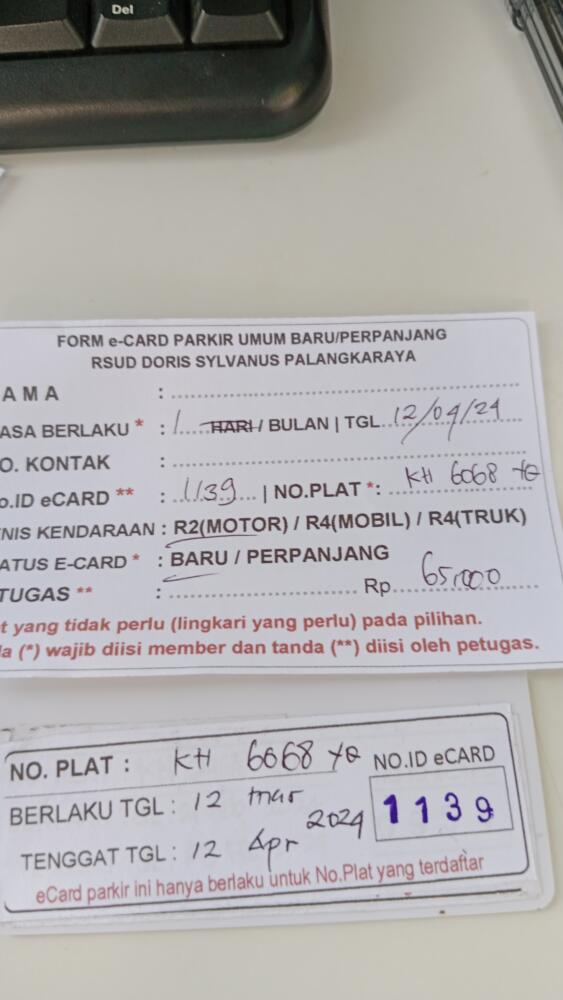 Del
FORM e-CARD PARKIR UMUM BARU/PERPANJANG
RSUD DORIS SYLVANUS PALANGKARAYA
AMA :
ASA BERLAKU * : 1 HARI / BULAN | TGL 12/04/24
O. KONTAK :
o.ID eCARD ** : 1139 | NO.PLAT *: KH 6068 YQ
NIS KENDARAAN : R2(MOTOR) / R4(MOBIL) / R4(TRUK)
ATUS E-CARD * : BARU / PERPANJANG
TUGAS ** : Rp. 65.000
t yang tidak perlu (lingkari yang perlu) pada pilihan.
a (*) wajib diisi member dan tanda (**) diisi oleh petugas.
NO. PLAT : KH 6068 YQ NO.ID eCARD
BERLAKU TGL : 12 mar 2024 1139
TENGGAT TGL : 12 Apr
eCard parkir ini hanya berlaku untuk No.Plat yang terdaftar